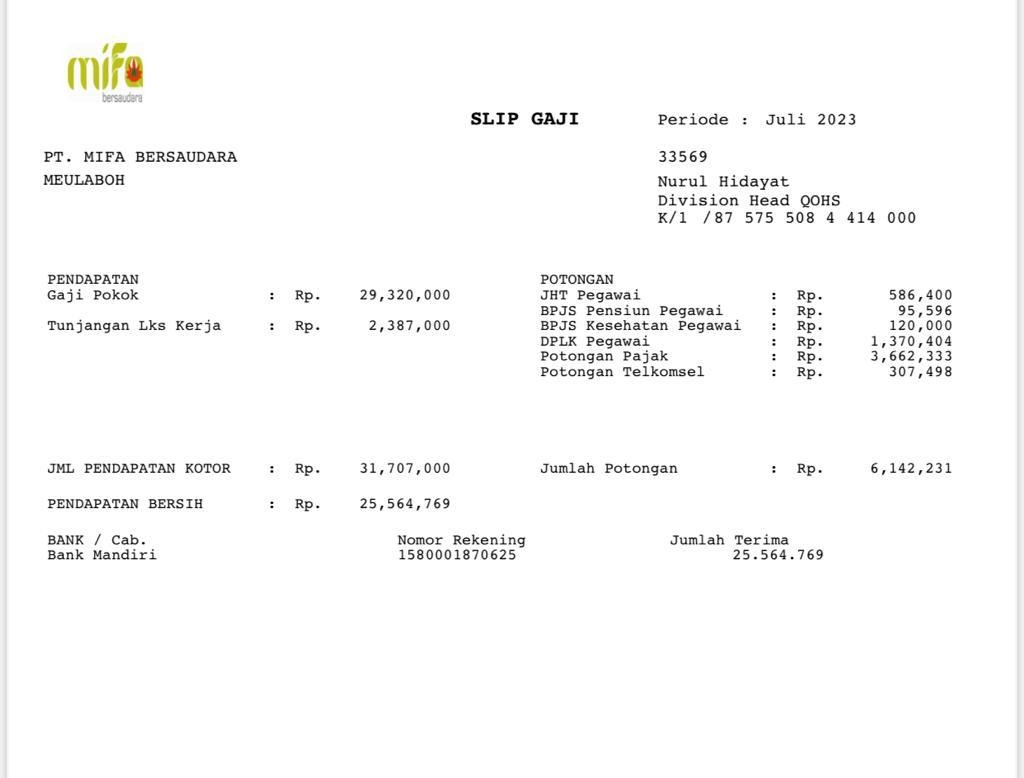 mifa
bersaudara
SLIP GAJI Periode : Juli 2023
PT. MIFA BERSAUDARA 33569
MEULABOH Nurul Hidayat
Division Head QOHS
K/1 /87 575 508 4 414 000
PENDAPATAN POTONGAN
Gaji Pokok : Rp. 29,320,000 JHT Pegawai : Rp. 586,400
BPJS Pensiun Pegawai : Rp. 95,596
Tunjangan Lks Kerja : Rp. 2,387,000 BPJS Kesehatan Pegawai : Rp. 120,000
DPLK Pegawai : Rp. 1,370,404
Potongan Pajak : Rp. 3,662,333
Potongan Telkomsel : Rp. 307,498
JML PENDAPATAN KOTOR : Rp. 31,707,000 Jumlah Potongan : Rp. 6,142,231
PENDAPATAN BERSIH : Rp. 25,564,769
BANK / Cab. Nomor Rekening Jumlah Terima
Bank Mandiri 1580001870625 25.564.769